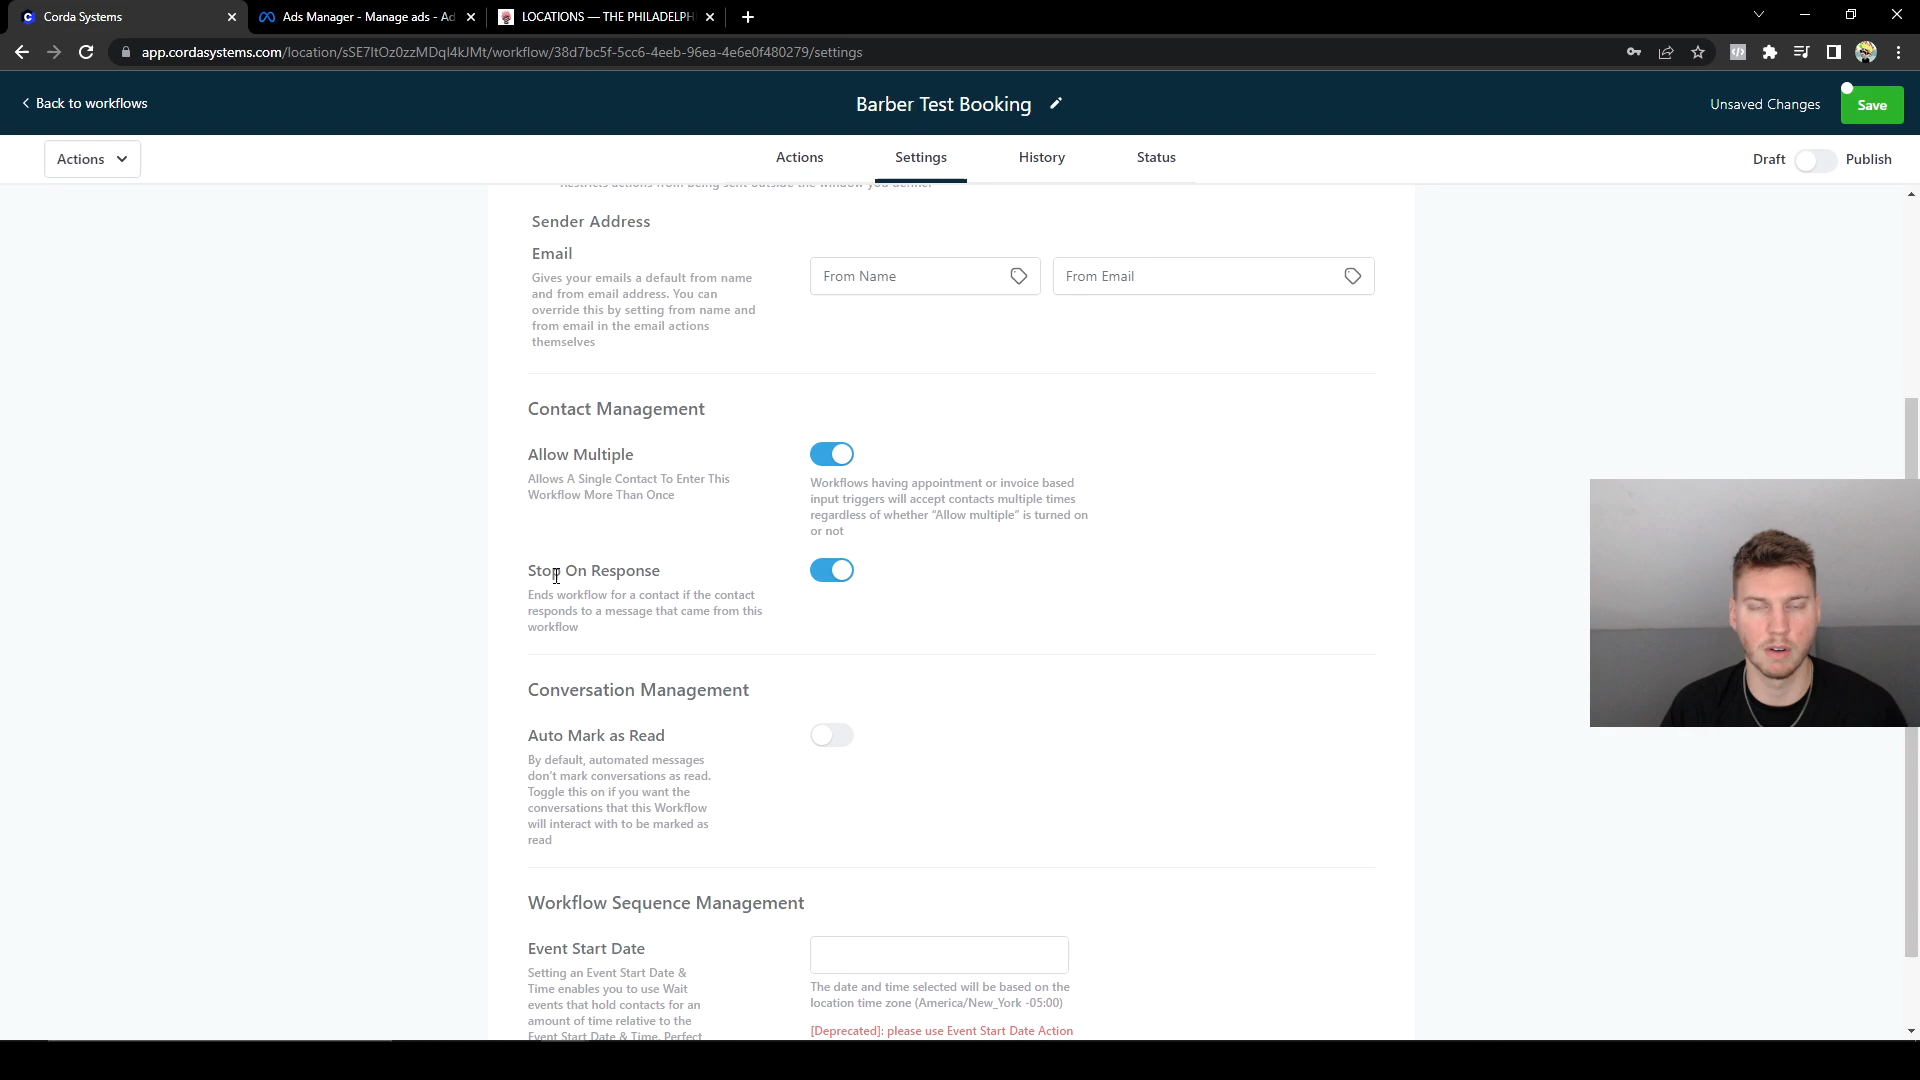 Corda Systems
Ads Manager - Manage ads - Ad
LOCATIONS — THE PHILADELPH
app.cordasystems.com/location/sSE7ltOz0zzMDql4kJMt/workflow/38d7bc5f-5cc6-4eeb-96ea-4e6e0f480279/settings
Back to workflows
Barber Test Booking
Unsaved Changes
Save
Actions
Actions
Settings
History
Status
Draft
Publish
Restricts actions from being sent outside the window you define.
Sender Address
Email
Gives your emails a default from name
and from email address. You can
override this by setting from name and
from email in the email actions
themselves
From Name
From Email
Contact Management
Allow Multiple
Allows A Single Contact To Enter This
Workflow More Than Once
Workflows having appointment or invoice based
input triggers will accept contacts multiple times
regardless of whether “Allow multiple” is turned on
or not
Stop On Response
Ends workflow for a contact if the contact
responds to a message that came from this
workflow
Conversation Management
Auto Mark as Read
By default, automated messages
don't mark conversations as read.
Toggle this on if you want the
conversations that this Workflow
will interact with to be marked as
read
Workflow Sequence Management
Event Start Date
Setting an Event Start Date &
Time enables you to use Wait
events that hold contacts for an
amount of time relative to the
Event Start Date & Time. Perfect
The date and time selected will be based on the
location time zone (America/New_York -05:00)
[Deprecated]: please use Event Start Date Action